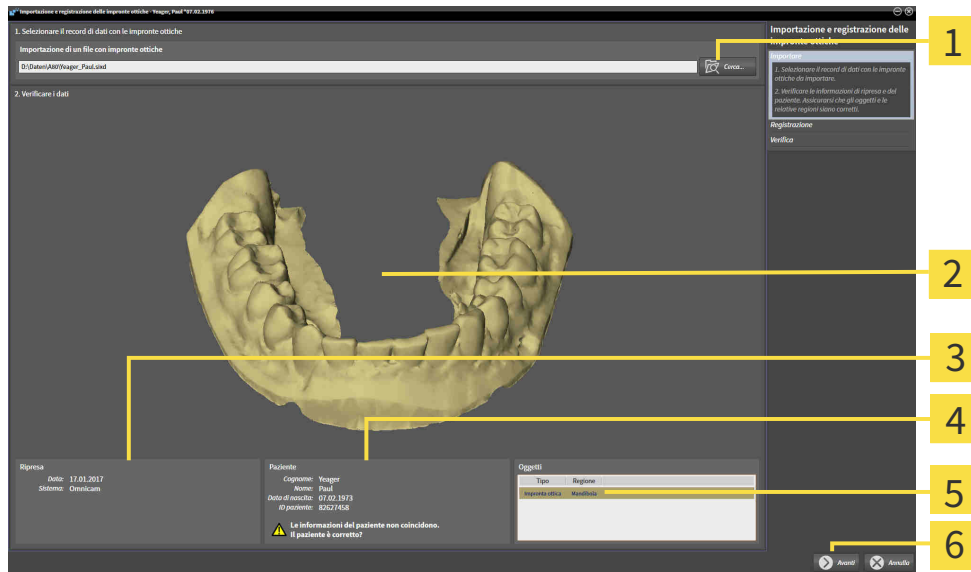 Importazione e registrazione delle impronte ottiche - Yeager, Paul *07.02.1976
1. Selezionare il record di dati con le impronte ottiche
Importazione di un file con impronte ottiche
D:\Daten\A80\Yeager_Paul.sixd
Cerca...
2. Verificare i dati
Ripresa
Data: 17.01.2017
Sistema: Omnicam
Paziente
Cognome: Yeager
Nome: Paul
Data di nascita: 07.02.1973
ID paziente: 82627458
Le informazioni del paziente non coincidono.
Il paziente è corretto?
Oggetti
Tipo Regione
Impronta ottica Mandibola
Importazione e registrazione delle
impronte ottiche
Importare
1. Selezionare il record di dati con le impronte
ottiche da importare.
2. Verificare le informazioni di ripresa e del
paziente. Assicurarsi che gli oggetti e le
relative regioni siano corretti.
Registrazione
Verifica
Avanti
Annulla
1
2
3
4
5
6